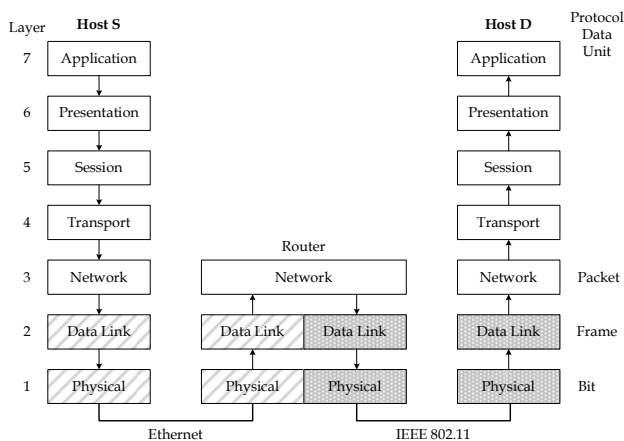 Layer Host S Host D Protocol Data Unit
7 Application Application
6 Presentation Presentation
5 Session Session
4 Transport Transport
Router
3 Network Network Network Packet
2 Data Link Data Link Data Link Data Link Frame
1 Physical Physical Physical Physical Bit
Ethernet IEEE 802.11